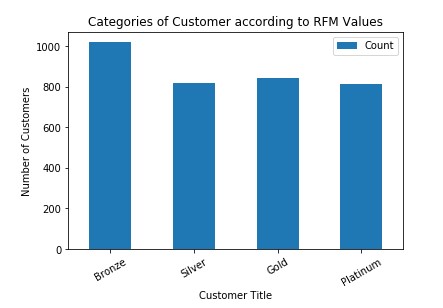 Categories of Customer according to RFM Values
Count
1000
800
600
400
200
0
Number of Customers
Bronze
Silver
Gold
Platinum
Customer Title